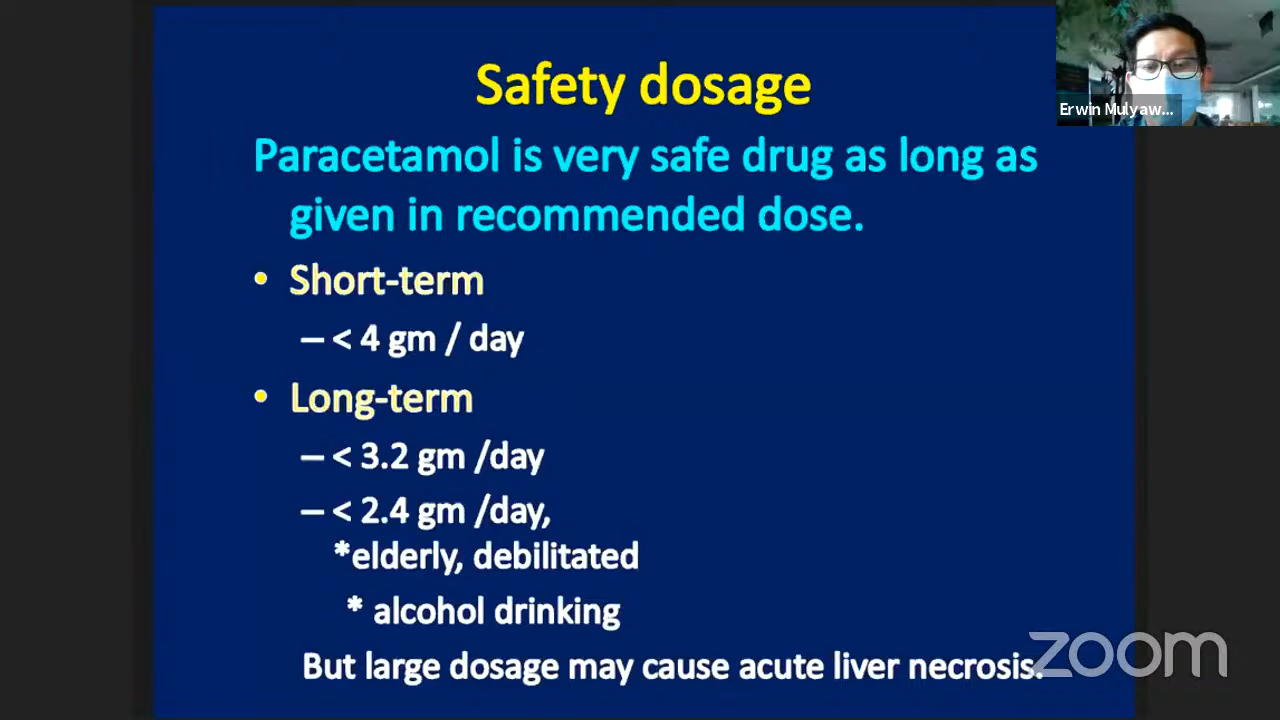 Safety dosage
Erwin Mulyaw...
Paracetamol is very safe drug as long as
given in recommended dose.
• Short-term
– < 4 gm / day
• Long-term
– < 3.2 gm /day
– < 2.4 gm /day,
*elderly, debilitated
* alcohol drinking
But large dosage may cause acute liver necrosis.
zoom